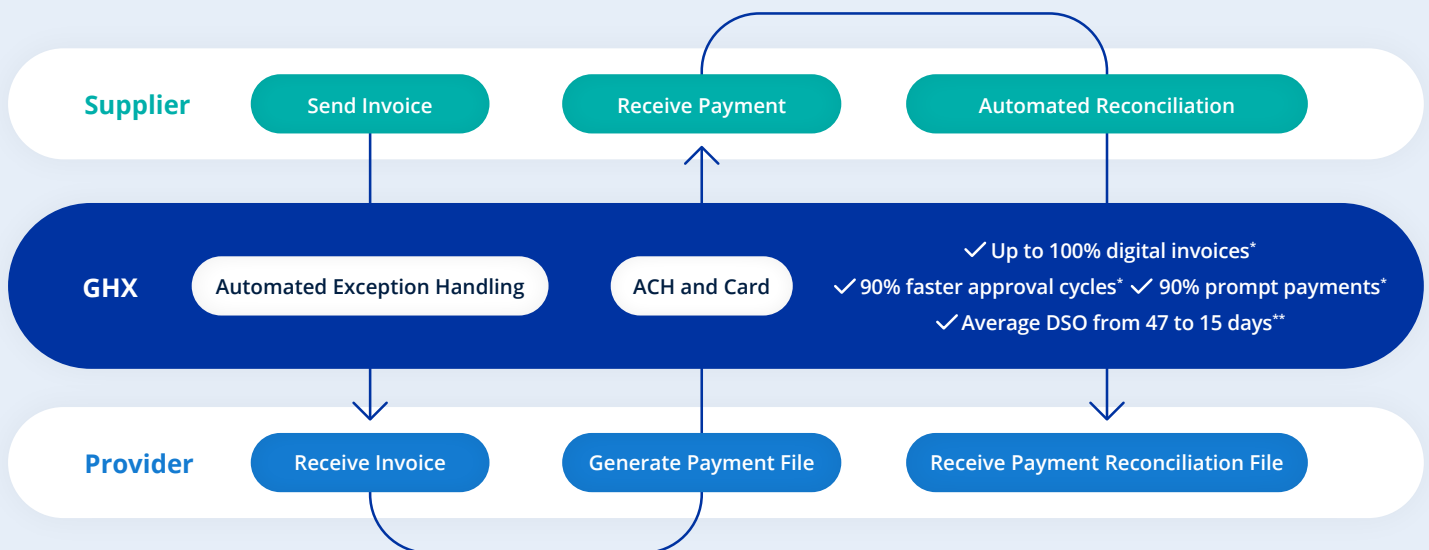 Supplier
Send Invoice
Receive Payment
Automated Reconciliation
GHX
Automated Exception Handling
ACH and Card
✓ Up to 100% digital invoices*
✓ 90% faster approval cycles* ✓ 90% prompt payments*
✓ Average DSO from 47 to 15 days**
Provider
Receive Invoice
Generate Payment File
Receive Payment Reconciliation File